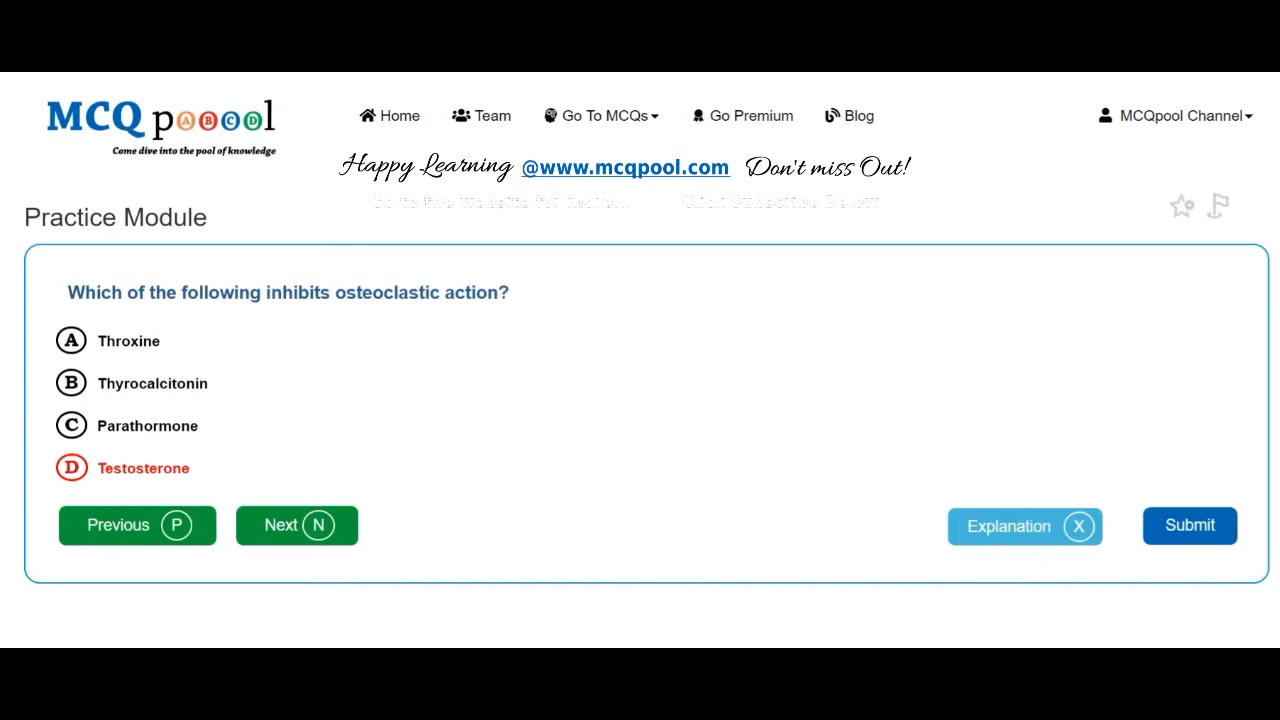 MCQ pooool
Come dive into the pool of knowledge
Home Team Go To MCQs Go Premium Blog MCQpool Channel
Happy Learning @www.mcqpool.com Don't miss Out!
Practice Module
Which of the following inhibits osteoclastic action?
A Throxine
B Thyrocalcitonin
C Parathormone
D Testosterone
Previous P Next N Explanation X Submit